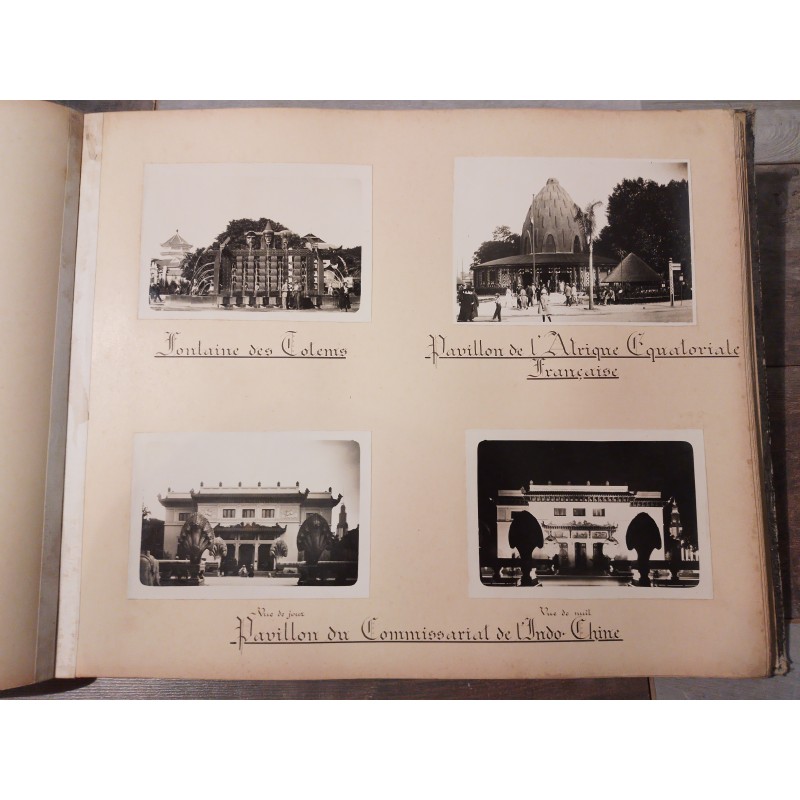 Fontaine des Totems
Pavillon de l'Afrique Equatoriale
Française
Vue de jour
Vue de nuit
Pavillon du Commissariat de l'Indo-Chine